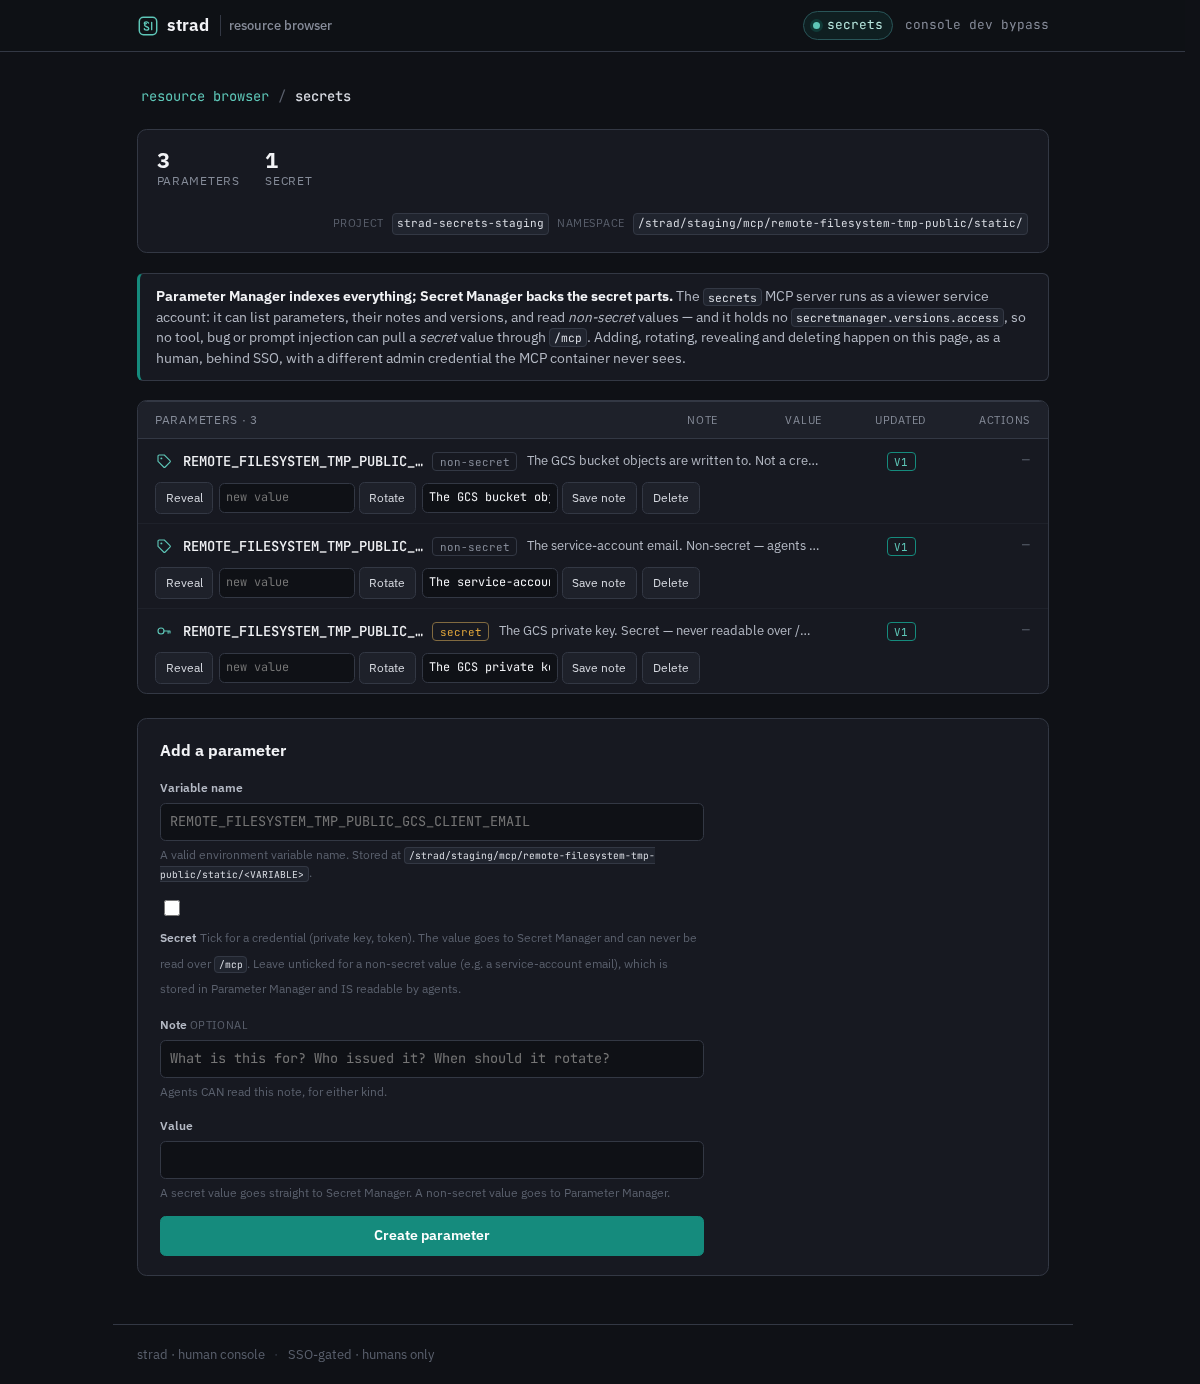 strad resource browser secrets console dev bypass
resource browser / secrets
3 1
PARAMETERS SECRET
PROJECT strad-secrets-staging NAMESPACE /strad/staging/mcp/remote-filesystem-tmp-public/static/
Parameter Manager indexes everything; Secret Manager backs the secret parts. The secrets MCP server runs as a viewer service
account: it can list parameters, their notes and versions, and read non-secret values — and it holds no secretmanager.versions.access, so
no tool, bug or prompt injection can pull a secret value through /mcp. Adding, rotating, revealing and deleting happen on this page, as a
human, behind SSO, with a different admin credential the MCP container never sees.
PARAMETERS · 3 NOTE VALUE UPDATED ACTIONS
REMOTE_FILESYSTEM_TMP_PUBLIC_… non-secret The GCS bucket objects are written to. Not a cre… V1 —
Reveal new value Rotate The GCS bucket obj Save note Delete
REMOTE_FILESYSTEM_TMP_PUBLIC_… non-secret The service-account email. Non-secret — agents … V1 —
Reveal new value Rotate The service-accoun Save note Delete
REMOTE_FILESYSTEM_TMP_PUBLIC_… secret The GCS private key. Secret — never readable over /… V1 —
Reveal new value Rotate The GCS private ke Save note Delete
Add a parameter
Variable name
REMOTE_FILESYSTEM_TMP_PUBLIC_GCS_CLIENT_EMAIL
A valid environment variable name. Stored at /strad/staging/mcp/remote-filesystem-tmp-
public/static/<VARIABLE>.
Secret Tick for a credential (private key, token). The value goes to Secret Manager and can never be
read over /mcp. Leave unticked for a non-secret value (e.g. a service-account email), which is
stored in Parameter Manager and IS readable by agents.
Note OPTIONAL
What is this for? Who issued it? When should it rotate?
Agents CAN read this note, for either kind.
Value
A secret value goes straight to Secret Manager. A non-secret value goes to Parameter Manager.
Create parameter
strad · human console · SSO-gated · humans only